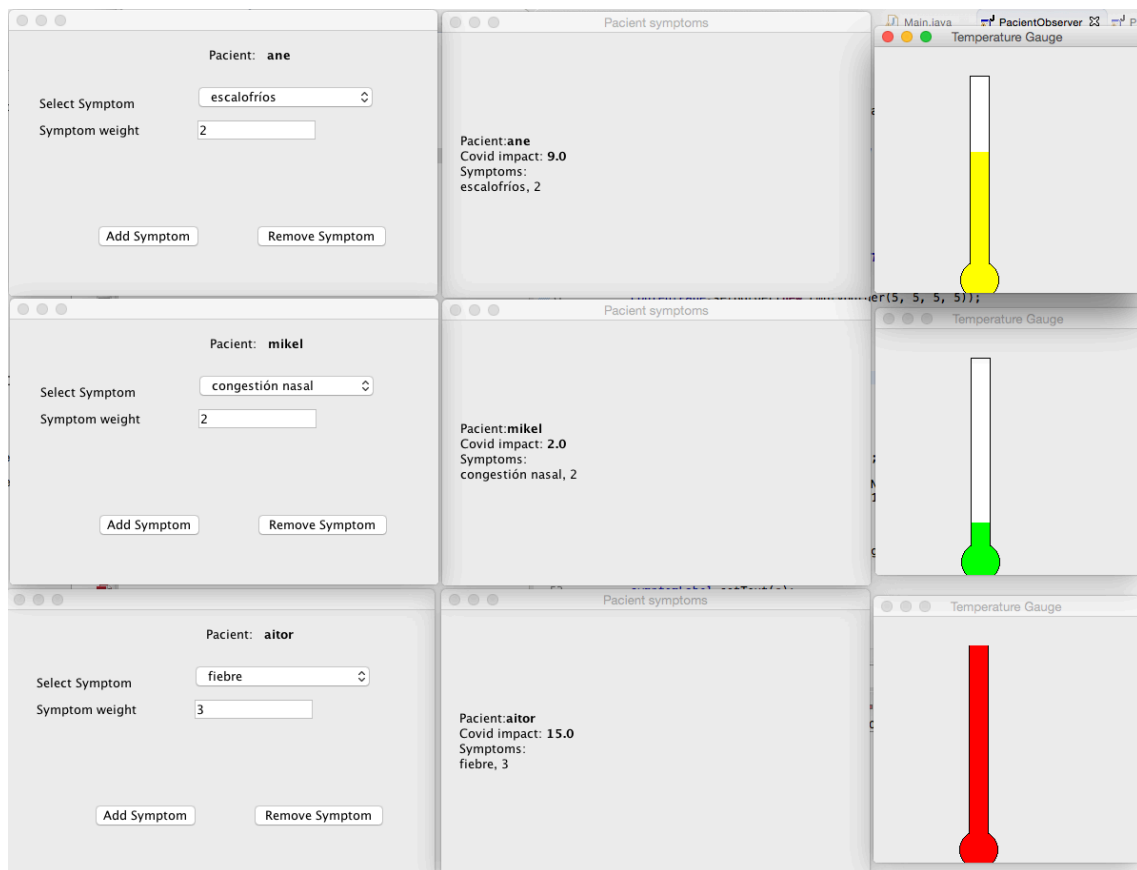 Main.java PacientObserver
Pacient: ane
Select Symptom escalofríos
Symptom weight 2
Add Symptom Remove Symptom
Pacient symptoms
Pacient:ane
Covid impact: 9.0
Symptoms:
escalofríos, 2
Temperature Gauge
(5, 5, 5, 5));
Pacient: mikel
Select Symptom congestión nasal
Symptom weight 2
Add Symptom Remove Symptom
Pacient symptoms
Pacient:mikel
Covid impact: 2.0
Symptoms:
congestión nasal, 2
Temperature Gauge
Pacient: aitor
Select Symptom fiebre
Symptom weight 3
Add Symptom Remove Symptom
Pacient symptoms
Pacient:aitor
Covid impact: 15.0
Symptoms:
fiebre, 3
Temperature Gauge